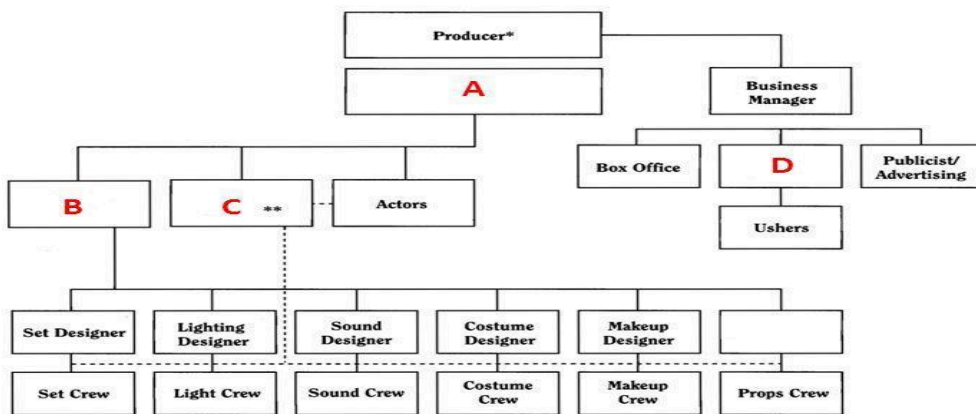 Producer*
A
Business
Manager
Box Office
D
Publicist/
Advertising
B
C **
Actors
Ushers
Set Designer
Lighting
Designer
Sound
Designer
Costume
Designer
Makeup
Designer
Set Crew
Light Crew
Sound Crew
Costume
Crew
Makeup
Crew
Props Crew